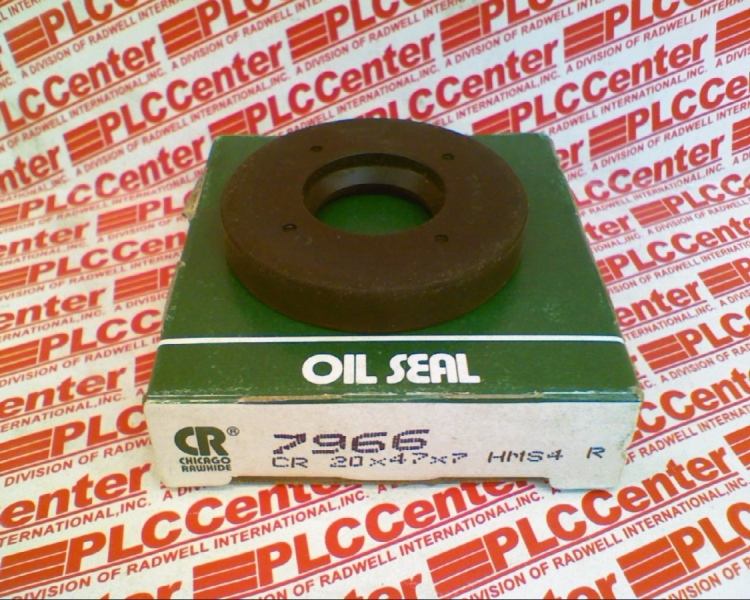 OIL SEAL
CR®
CHICAGO
RAWHIDE
7966
CR 20x47x7 HMS4 R
PLCCenter
A DIVISION OF RADWELL INTERNATIONAL, INC.